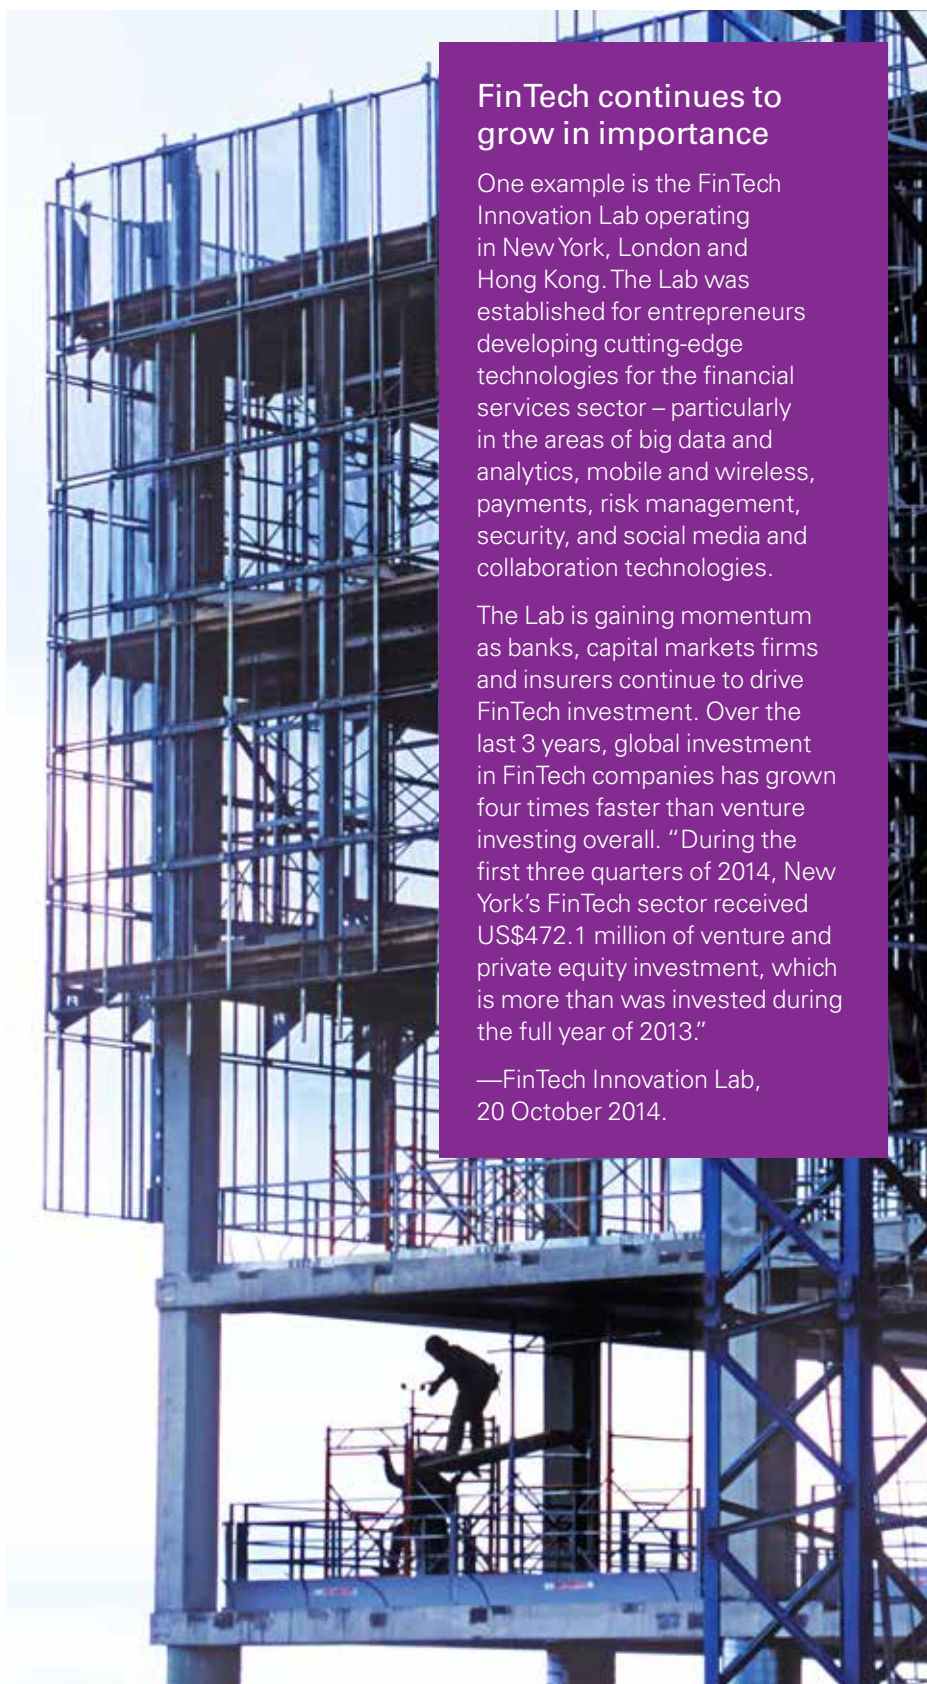 FinTech continues to
grow in importance
One example is the FinTech
Innovation Lab operating
in New York, London and
Hong Kong. The Lab was
established for entrepreneurs
developing cutting-edge
technologies for the financial
services sector – particularly
in the areas of big data and
analytics, mobile and wireless,
payments, risk management,
security, and social media and
collaboration technologies.
The Lab is gaining momentum
as banks, capital markets firms
and insurers continue to drive
FinTech investment. Over the
last 3 years, global investment
in FinTech companies has grown
four times faster than venture
investing overall. “During the
first three quarters of 2014, New
York’s FinTech sector received
US$472.1 million of venture and
private equity investment, which
is more than was invested during
the full year of 2013.”
—FinTech Innovation Lab,
20 October 2014.